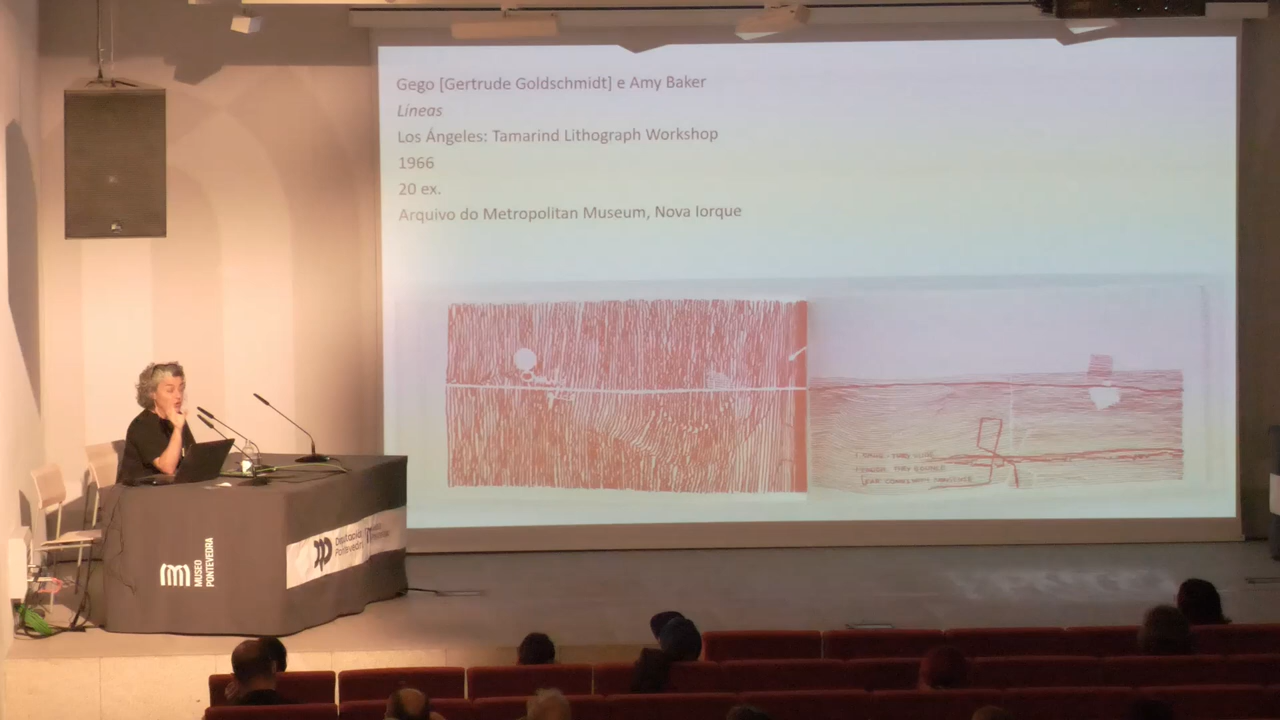 Gego [Gertrude Goldschmidt] e Amy Baker
Líneas
Los Ángeles: Tamarind Lithograph Workshop
1966
20 ex.
Arquivo do Metropolitan Museum, Nova Iorque
MUSEO
PONTEVEDRA
Deputación
Pontevedra